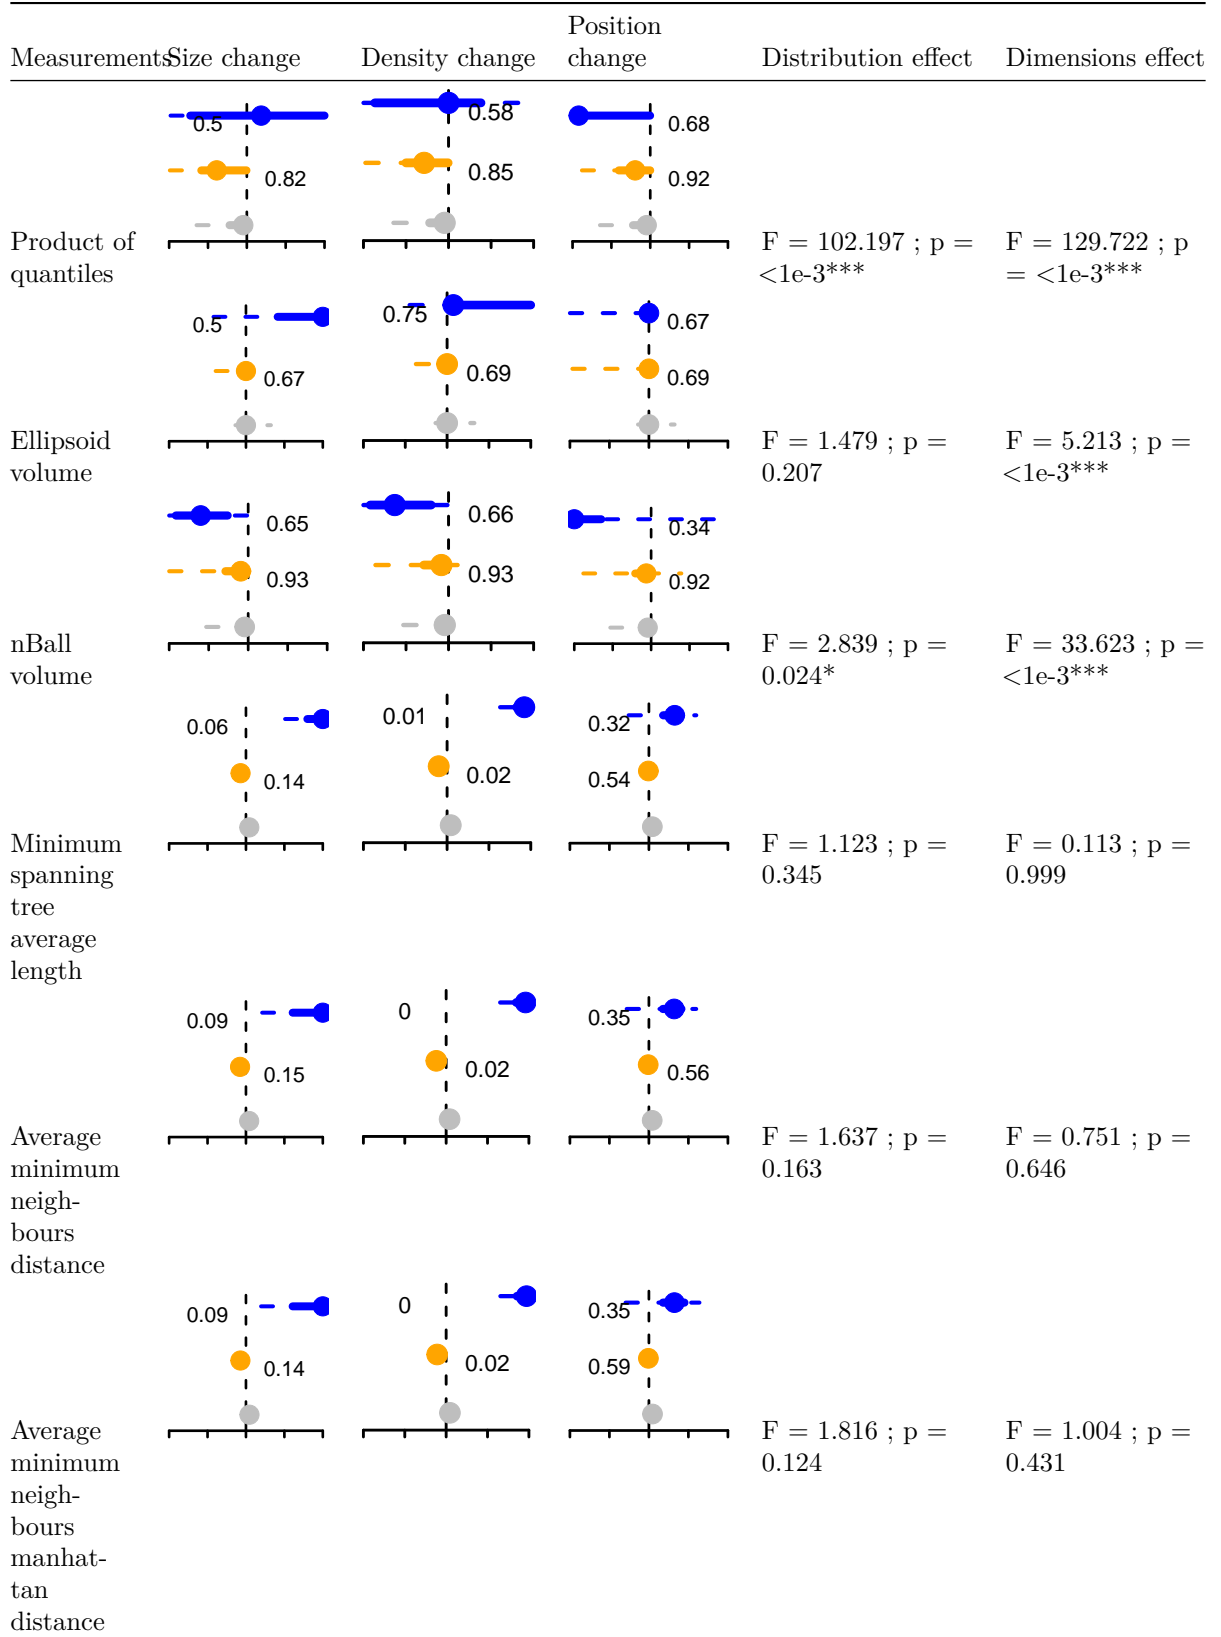 Measurements Size change Density change Position change Distribution effect Dimensions effect
0.5 0.58 0.68
0.82 0.85 0.92
Product of quantiles F = 102.197 ; p = <1e-3*** F = 129.722 ; p = <1e-3***
0.5 0.75 0.67
0.67 0.69 0.69
Ellipsoid volume F = 1.479 ; p = 0.207 F = 5.213 ; p = <1e-3***
0.65 0.66 0.34
0.93 0.93 0.92
nBall volume F = 2.839 ; p = 0.024* F = 33.623 ; p = <1e-3***
0.06 0.01 0.32
0.14 0.02 0.54
Minimum spanning tree average length F = 1.123 ; p = 0.345 F = 0.113 ; p = 0.999
0.09 0 0.35
0.15 0.02 0.56
Average minimum neigh-bours distance F = 1.637 ; p = 0.163 F = 0.751 ; p = 0.646
0.09 0 0.35
0.14 0.02 0.59
Average minimum neigh-bours manhat-tan distance F = 1.816 ; p = 0.124 F = 1.004 ; p = 0.431